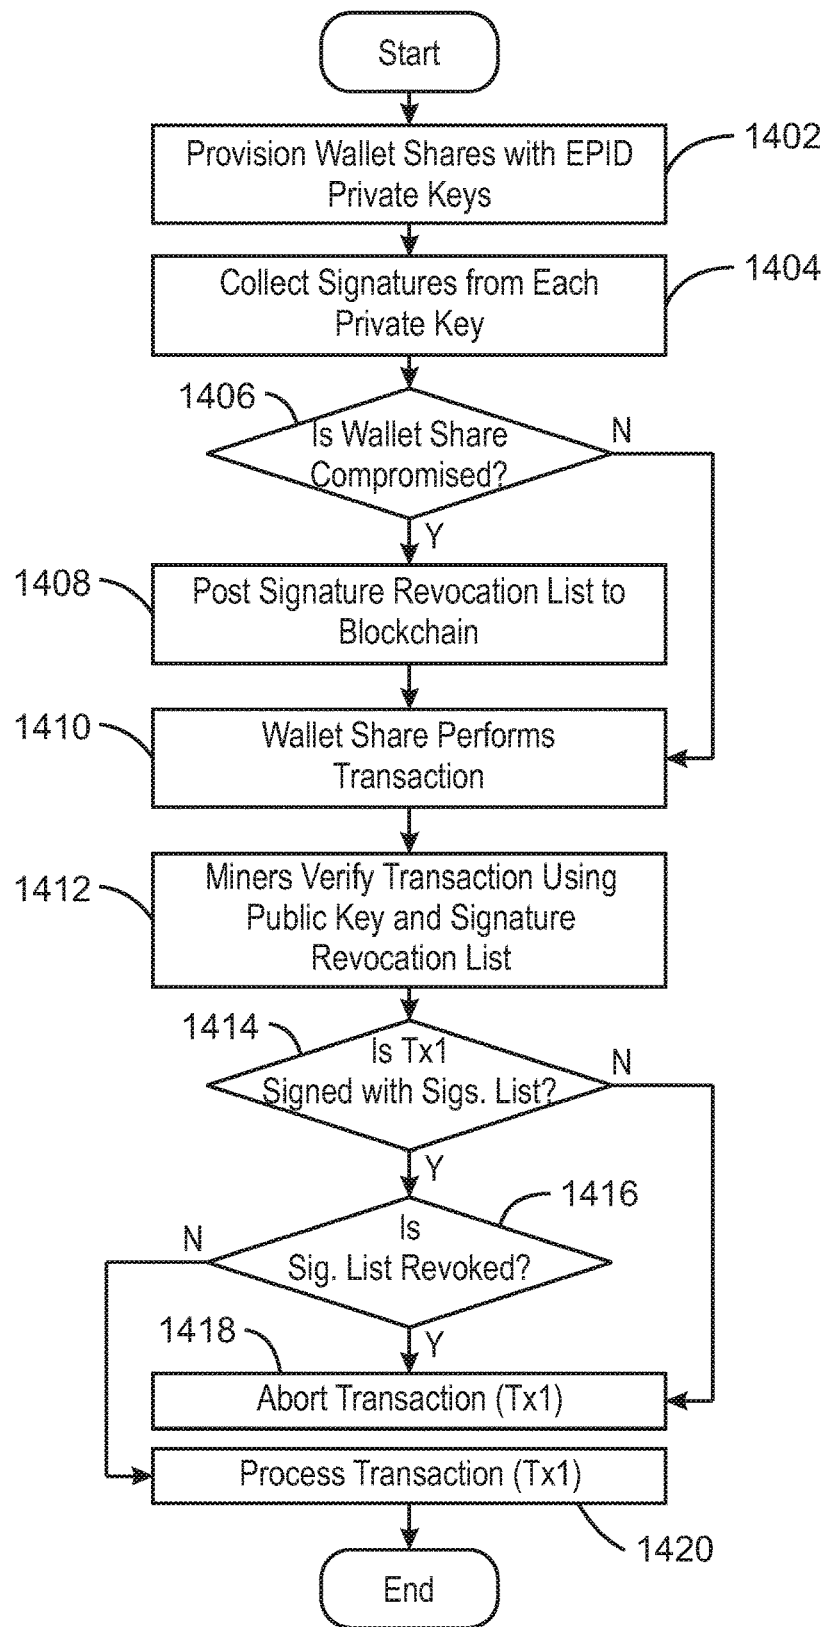 Start
Provision Wallet Shares with EPID
Private Keys
1402
Collect Signatures from Each
Private Key
1404
1406
Is Wallet Share
Compromised?
N
Y
1408
Post Signature Revocation List to
Blockchain
1410
Wallet Share Performs
Transaction
1412
Miners Verify Transaction Using
Public Key and Signature
Revocation List
1414
Is Tx1
Signed with Sigs. List?
N
Y
1416
Is
Sig. List Revoked?
N
Y
1418
Abort Transaction (Tx1)
Process Transaction (Tx1)
1420
End